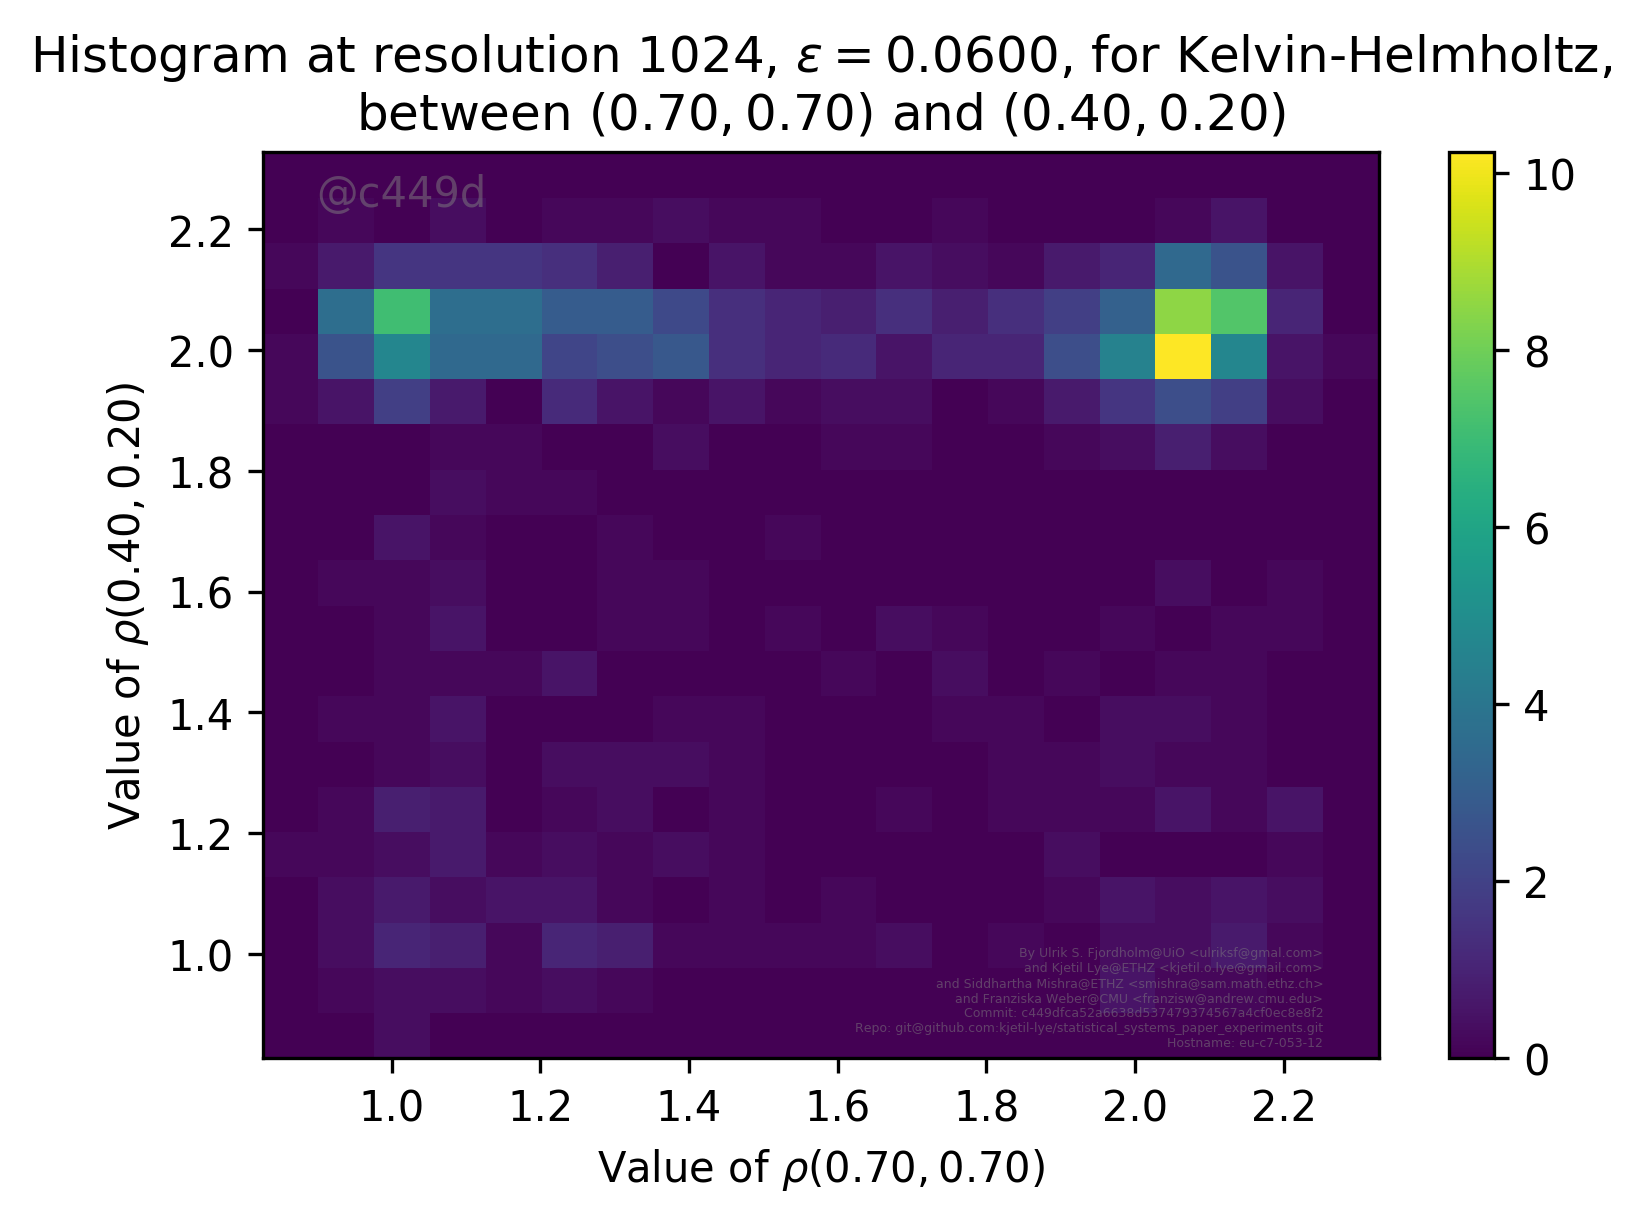 Histogram at resolution 1024, ε = 0.0600, for Kelvin-Helmholtz,
between (0.70, 0.70) and (0.40, 0.20)
@c449d
Value of ρ(0.40, 0.20)
2.2
2.0
1.8
1.6
1.4
1.2
1.0
1.0 1.2 1.4 1.6 1.8 2.0 2.2
Value of ρ(0.70, 0.70)
10
8
6
4
2
0
By Ulrik S. Fjordholm@UiO <ulriksf@gmal.com>
and Kjetil Lye@ETHZ <kjetil.o.lye@gmail.com>
and Siddhartha Mishra@ETHZ <smishra@sam.math.ethz.ch>
and Franziska Weber@CMU <franzisw@andrew.cmu.edu>
Commit: c449dfca52a6638d537479374567a4cf0ec8e8f2
Repo: git@github.com:kjetil-lye/statistical_systems_paper_experiments.git
Hostname: eu-c7-053-12